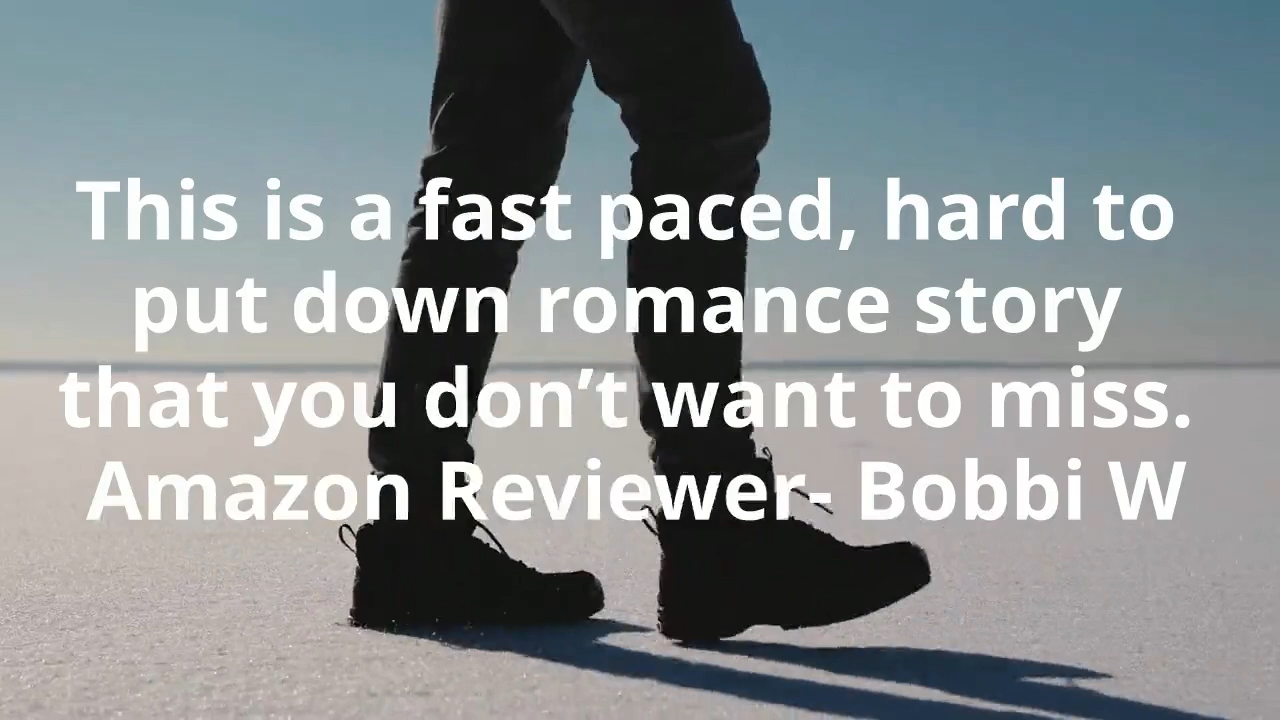 This is a fast paced, hard to
put down romance story
that you don’t want to miss.
Amazon Reviewer- Bobbi W